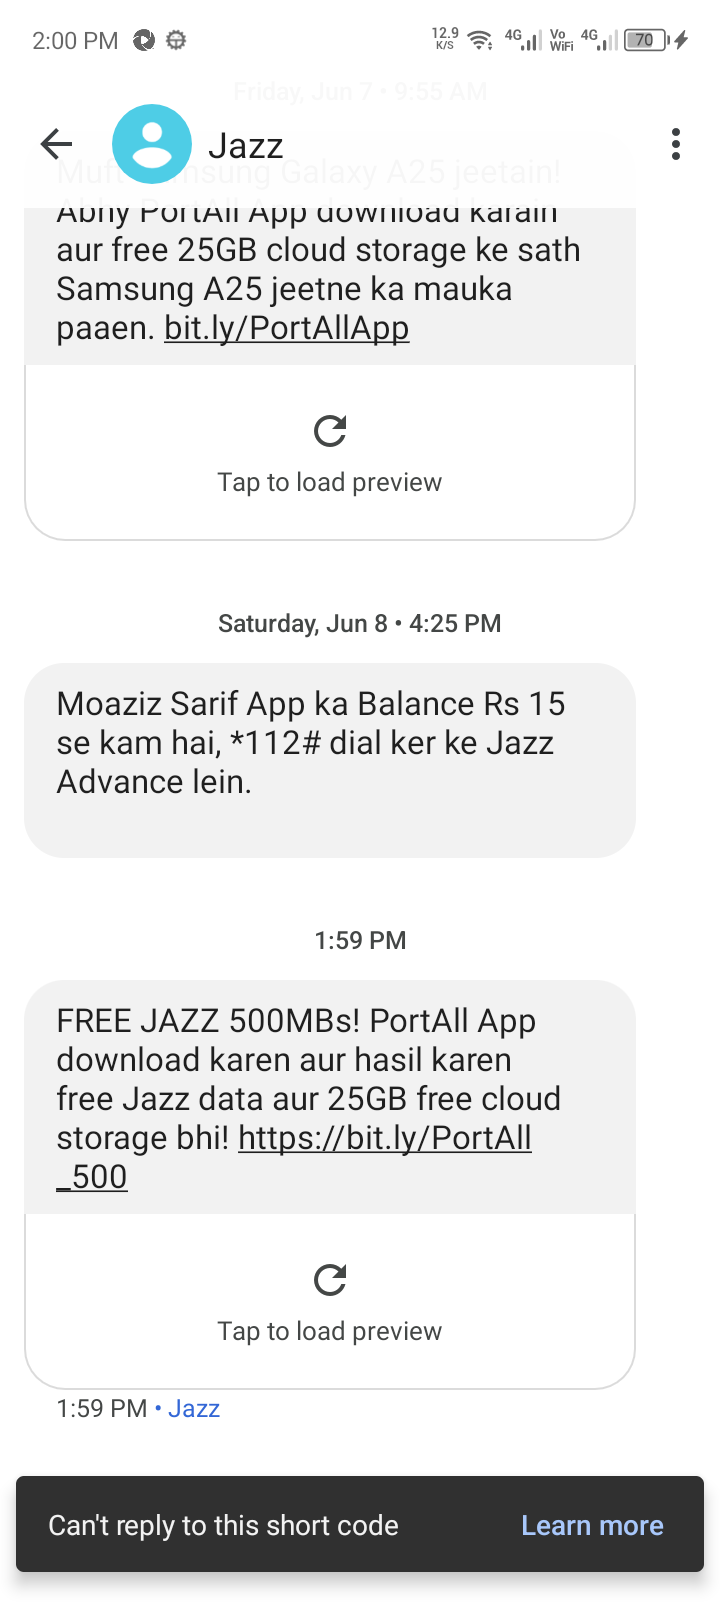 2:00 PM
12.9
K/S
4G
Vo
WiFi
4G
70
Friday, Jun 7 • 9:55 AM
Jazz
Samsung Galaxy A25 jeetain!
Abhy PortAll App download karain
aur free 25GB cloud storage ke sath
Samsung A25 jeetne ka mauka
paaen. bit.ly/PortAllApp
Tap to load preview
Saturday, Jun 8 • 4:25 PM
Moaziz Sarif App ka Balance Rs 15
se kam hai, *112# dial ker ke Jazz
Advance lein.
1:59 PM
FREE JAZZ 500MBs! PortAll App
download karen aur hasil karen
free Jazz data aur 25GB free cloud
storage bhi! https://bit.ly/PortAll
_500
Tap to load preview
1:59 PM • Jazz
Can't reply to this short code
Learn more